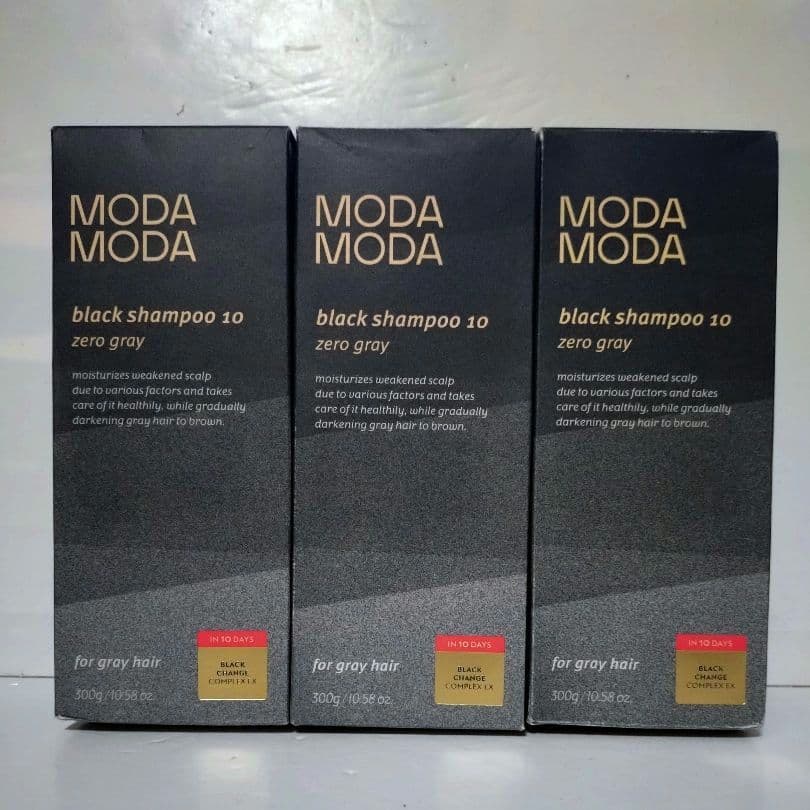 MODA
MODA
black shampoo 10
zero gray
moisturizes weakened scalp
due to various factors and takes
care of it healthily, while gradually
darkening gray hair to brown.
for gray hair
300g/10.58 oz.
IN 10 DAYS
BLACK
CHANGE
COMPLEX EX
MODA
MODA
black shampoo 10
zero gray
moisturizes weakened scalp
due to various factors and takes
care of it healthily, while gradually
darkening gray hair to brown.
for gray hair
300g/10.58 oz.
IN 10 DAYS
BLACK
CHANGE
COMPLEX EX
MODA
MODA
black shampoo 10
zero gray
moisturizes weakened scalp
due to various factors and takes
care of it healthily, while gradually
darkening gray hair to brown.
for gray hair
300g/10.58 oz.
IN 10 DAYS
BLACK
CHANGE
COMPLEX EX